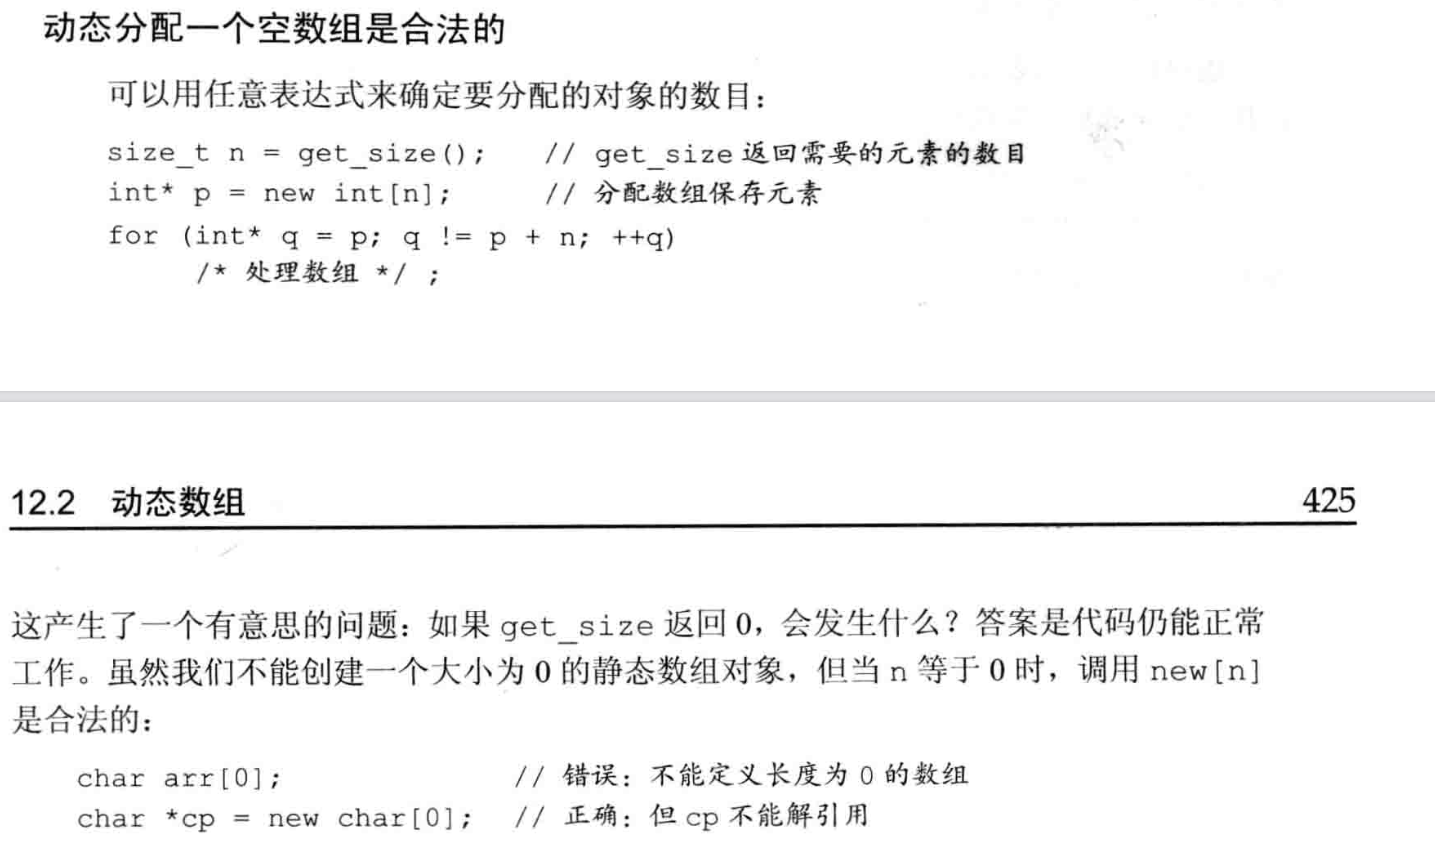 动态分配一个空数组是合法的
可以用任意表达式来确定要分配的对象的数目：
size_t n = get_size(); // get_size 返回需要的元素的数目
int* p = new int[n]; // 分配数组保存元素
for (int* q = p; q != p + n; ++q)
/* 处理数组 */ ;
12.2 动态数组 425
这产生了一个有意思的问题：如果 get_size 返回 0，会发生什么？答案是代码仍能正常
工作。虽然我们不能创建一个大小为 0 的静态数组对象，但当 n 等于 0 时，调用 new[n]
是合法的：
char arr[0]; // 错误：不能定义长度为 0 的数组
char *cp = new char[0]; // 正确：但 cp 不能解引用